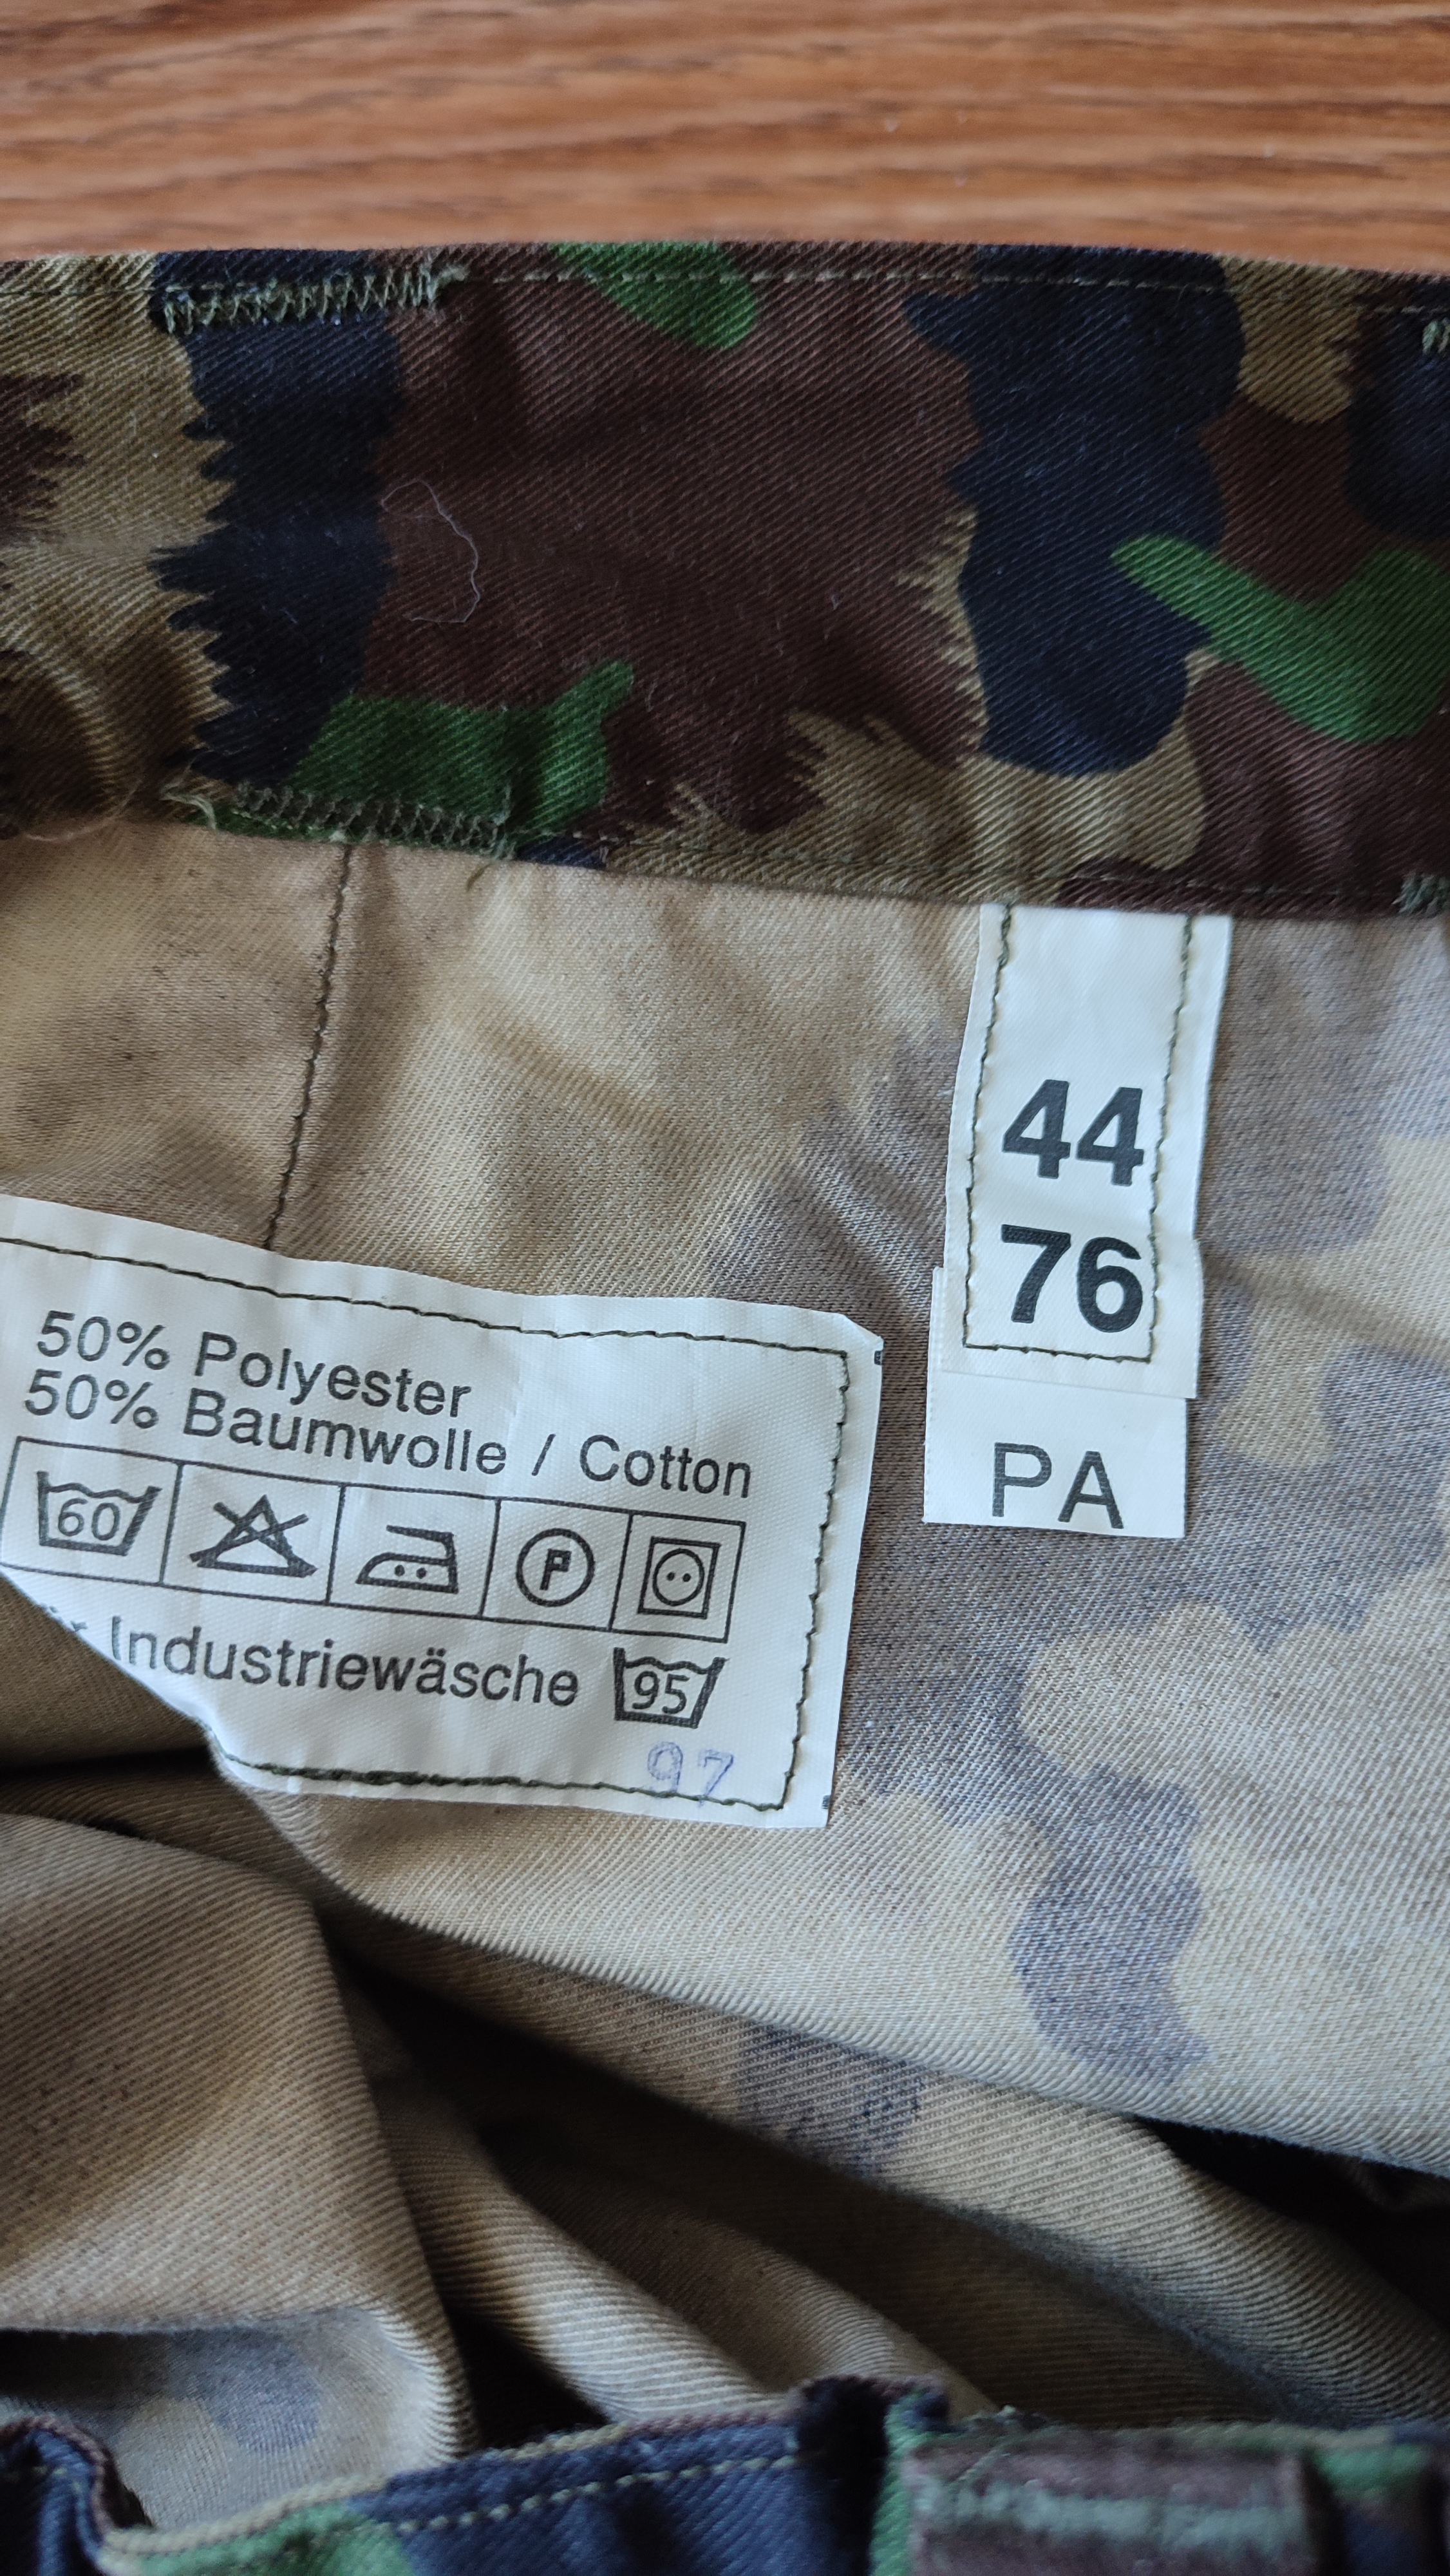 44
76
PA
50% Polyester
50% Baumwolle / Cotton
60 P
Industriewäsche 95
97